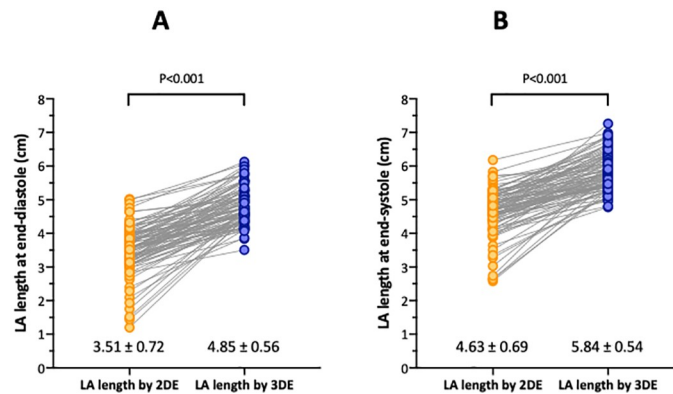 A
B
P<0.001
P<0.001
LA length at end-diastole (cm)
8
7
6
5
4
3
2
1
0
3.51 ± 0.72
4.85 ± 0.56
LA length by 2DE
LA length by 3DE
LA length at end-systole (cm)
8
7
6
5
4
3
2
1
0
4.63 ± 0.69
5.84 ± 0.54
LA length by 2DE
LA length by 3DE